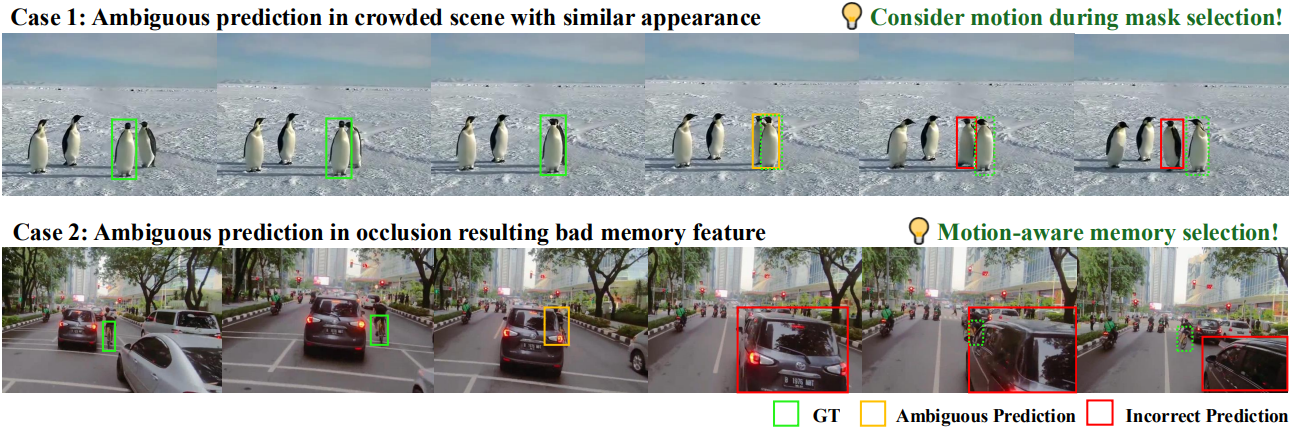 Case 1: Ambiguous prediction in crowded scene with similar appearance
Consider motion during mask selection!
Case 2: Ambiguous prediction in occlusion resulting bad memory feature
Motion-aware memory selection!
GT
Ambiguous Prediction
Incorrect Prediction